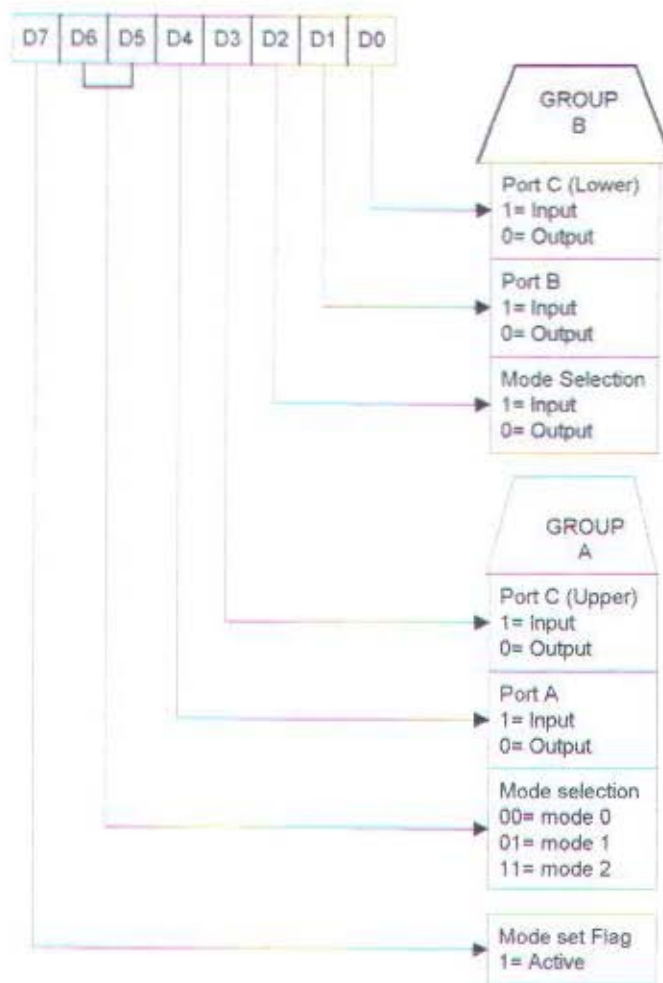 D7 D6 D5 D4 D3 D2 D1 D0
GROUP
B
Port C (Lower)
1= Input
0= Output
Port B
1= Input
0= Output
Mode Selection
1= Input
0= Output
GROUP
A
Port C (Upper)
1= Input
0= Output
Port A
1= Input
0= Output
Mode selection
00= mode 0
01= mode 1
11= mode 2
Mode set Flag
1= Active